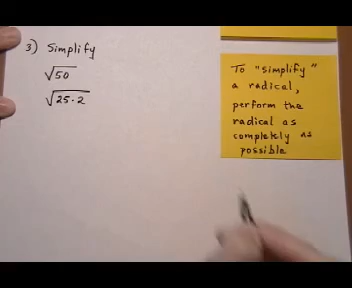 3) Simplify
√50
√25·2
To "simplify"
a radical,
perform the
radical as
completely as
possible